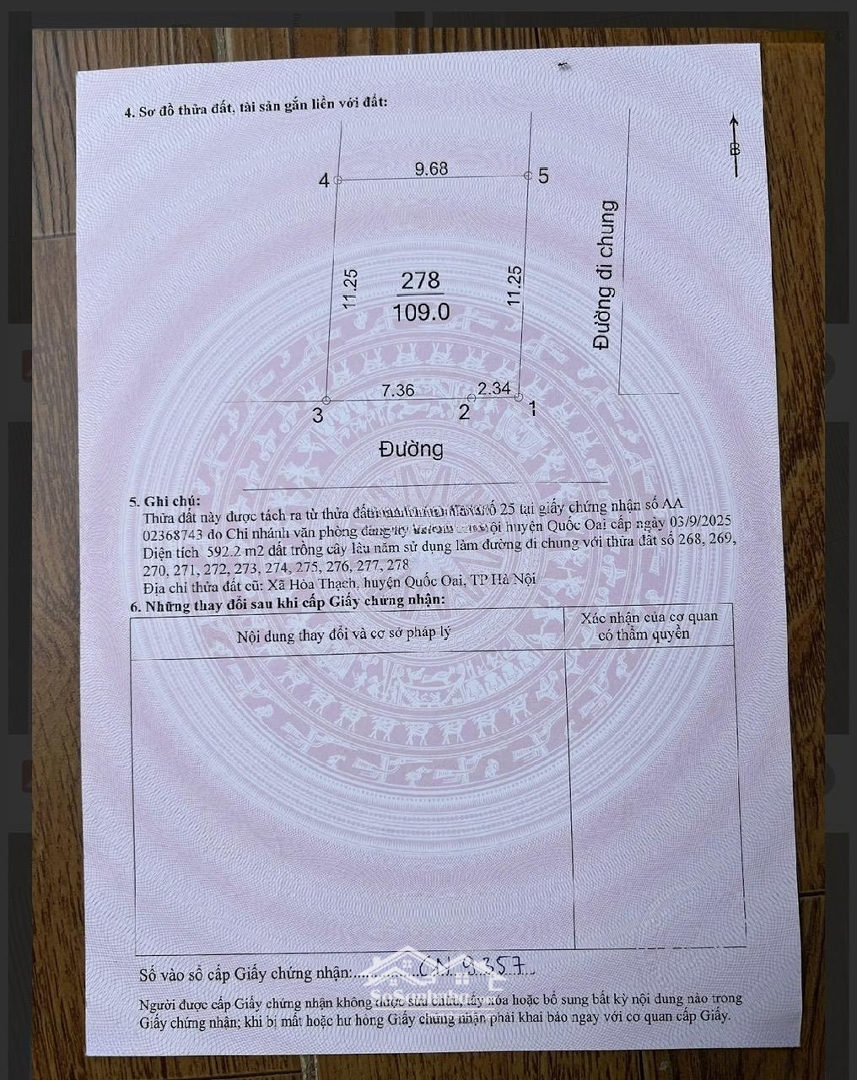 4. Sơ đồ thửa đất, tài sản gắn liền với đất:
B
4
9.68
5
11.25
278
109.0
11.25
Đường đi chung
7.36
2.34
3
2
1
Đường
5. Ghi chú:
Thửa đất này được tách ra từ thửa đất số 25 tại giấy chứng nhận số AA
02368743 do Chi nhánh văn phòng đăng ký huyện Quốc Oai cấp ngày 03/9/2025
Diện tích 592.2 m2 đất trồng cây lâu năm sử dụng làm đường đi chung với thửa đất số 268, 269,
270, 271, 272, 273, 274, 275, 276, 277, 278
Địa chỉ thửa đất cũ: Xã Hòa Thạch, huyện Quốc Oai, TP Hà Nội
6. Những thay đổi sau khi cấp Giấy chứng nhận:
Nội dung thay đổi và cơ sở pháp lý
Xác nhận của cơ quan
có thẩm quyền
Số vào sổ cấp Giấy chứng nhận:.........CN 9357..
Người được cấp Giấy chứng nhận không được sửa chữa, tẩy xóa hoặc bổ sung bất kỳ nội dung nào trong
Giấy chứng nhận; khi bị mất hoặc hư hỏng Giấy chứng nhận phải khai báo ngay với cơ quan cấp Giấy.